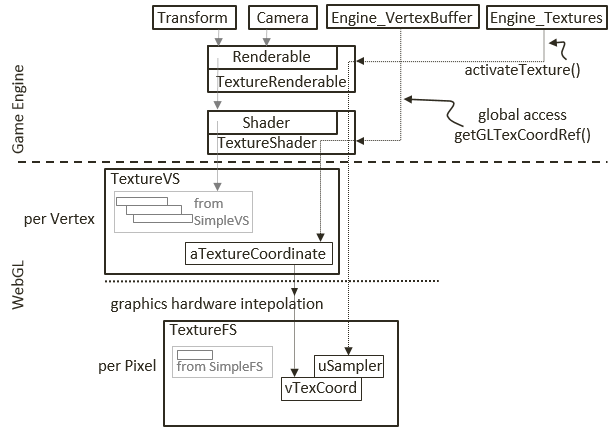 Transform
Camera
Engine_VertexBuffer
Engine_Textures
Renderable
TextureRenderable
activateTexture()
Game Engine
Shader
TextureShader
global access
getGLTexCoordRef()
TextureVS
per Vertex
from
SimpleVS
aTextureCoordinate
WebGL
graphics hardware intepolation
TextureFS
per Pixel
from SimpleFS
uSampler
vTexCoord